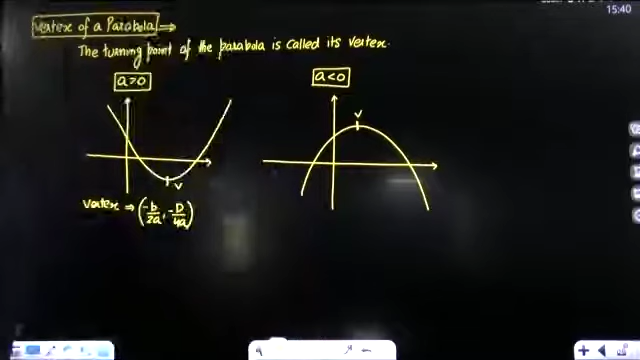 15:40
Vertex of a Parabola ⇒
The turning point of the parabola is called its vertex.
a>0
a<0
V
V
Vertex ⇒ (-b/2a, -D/4a)
9